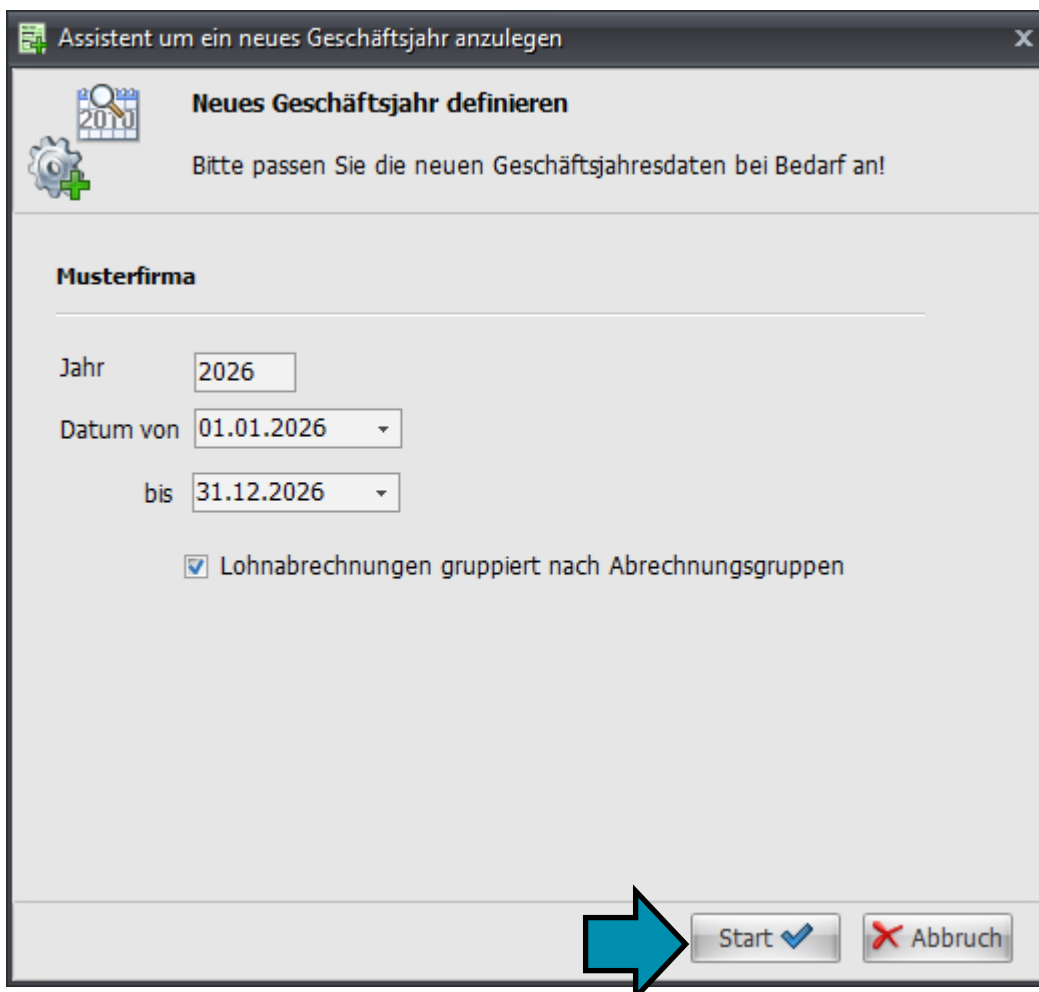 Assistent um ein neues Geschäftsjahr anzulegen
x
2010
Neues Geschäftsjahr definieren
Bitte passen Sie die neuen Geschäftsjahresdaten bei Bedarf an!
Musterfirma
Jahr 2026
Datum von 01.01.2026
bis 31.12.2026
Lohnabrechnungen gruppiert nach Abrechnungsgruppen
Start Abbruch